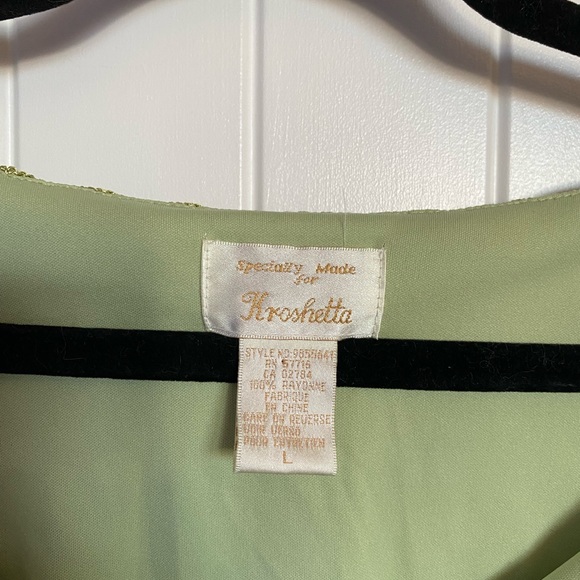 Specially Made
for
Kroshetta
STYLE NO:9855641
RN 57716
CA 02784
100% RAYONNE
FABRIQUE
EN CHINE
CARE ON REVERSE
VOIR VERSO
POUR ENTRETIEN
L